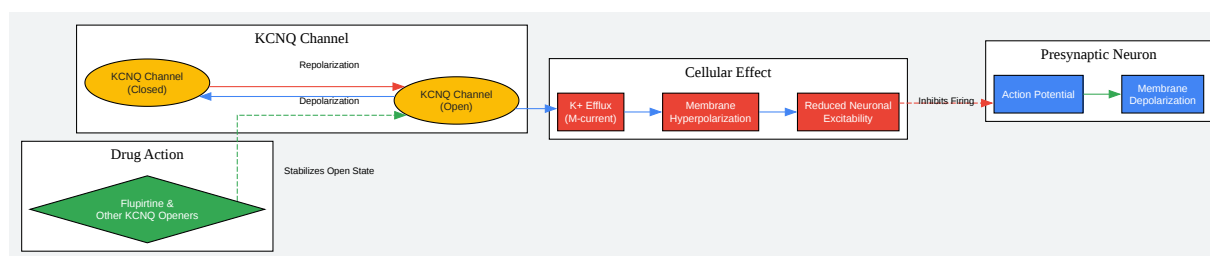 KCNQ Channel
Repolarization
KCNQ Channel
(Closed)
Depolarization
KCNQ Channel
(Open)
Drug Action
Stabilizes Open State
Flupirtine &
Other KCNQ Openers
Cellular Effect
K+ Efflux
(M-current)
Membrane
Hyperpolarization
Reduced Neuronal
Excitability
Inhibits Firing
Presynaptic Neuron
Action Potential
Membrane
Depolarization